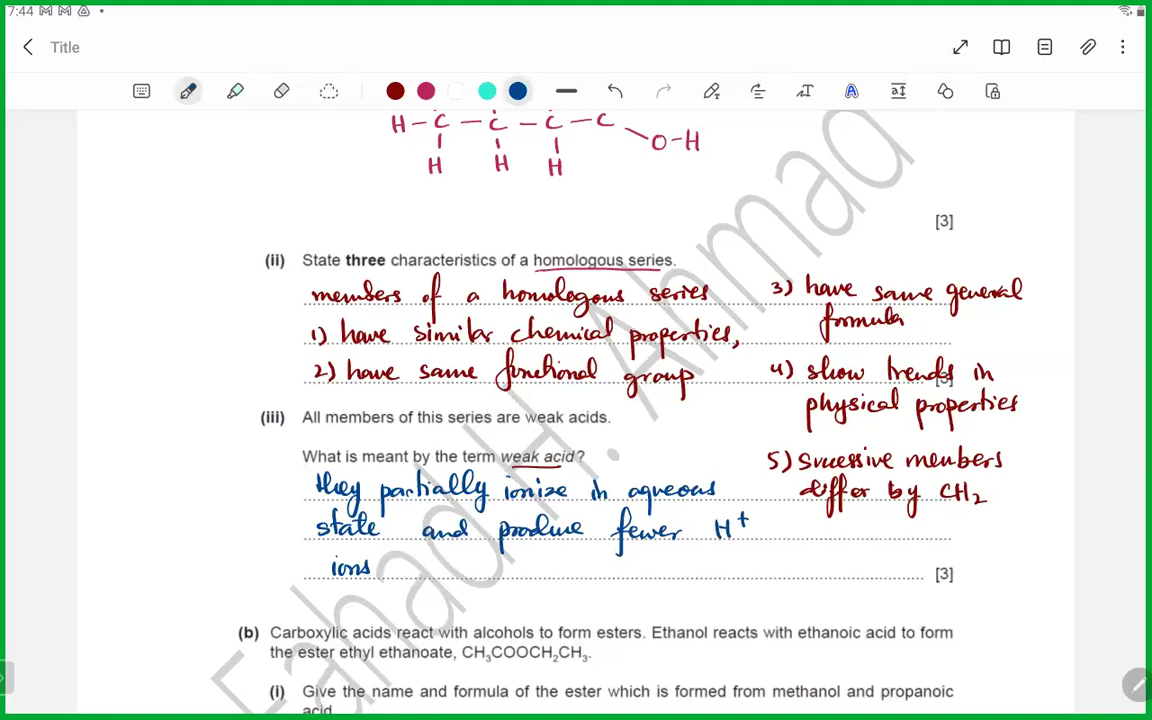 7:44
Title
H-C-C-C-C
O-H
H H H
[3]
(ii) State three characteristics of a homologous series.
members of a homologous series
1) have similar chemical properties,
2) have same functional group
3) have same general
formula
4) show trends in
physical properties
5) successive members
differ by CH2
(iii) All members of this series are weak acids.
What is meant by the term weak acid?
they partially ionize in aqueous
state and produce fewer H+
ions
[3]
(b) Carboxylic acids react with alcohols to form esters. Ethanol reacts with ethanoic acid to form
the ester ethyl ethanoate, CH3COOCH2CH3.
(i) Give the name and formula of the ester which is formed from methanol and propanoic
acid.
Fahad H. Ahmad